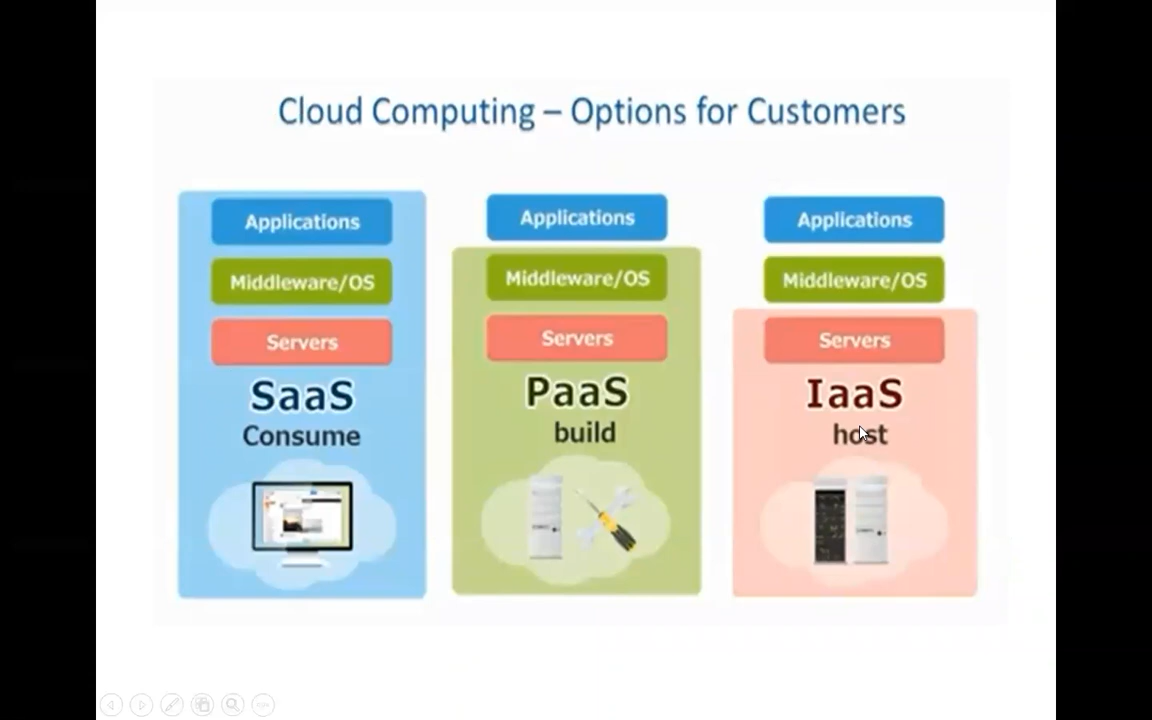 Cloud Computing – Options for Customers
Applications
Middleware/OS
Servers
SaaS
Consume
Applications
Middleware/OS
Servers
PaaS
build
Applications
Middleware/OS
Servers
IaaS
host